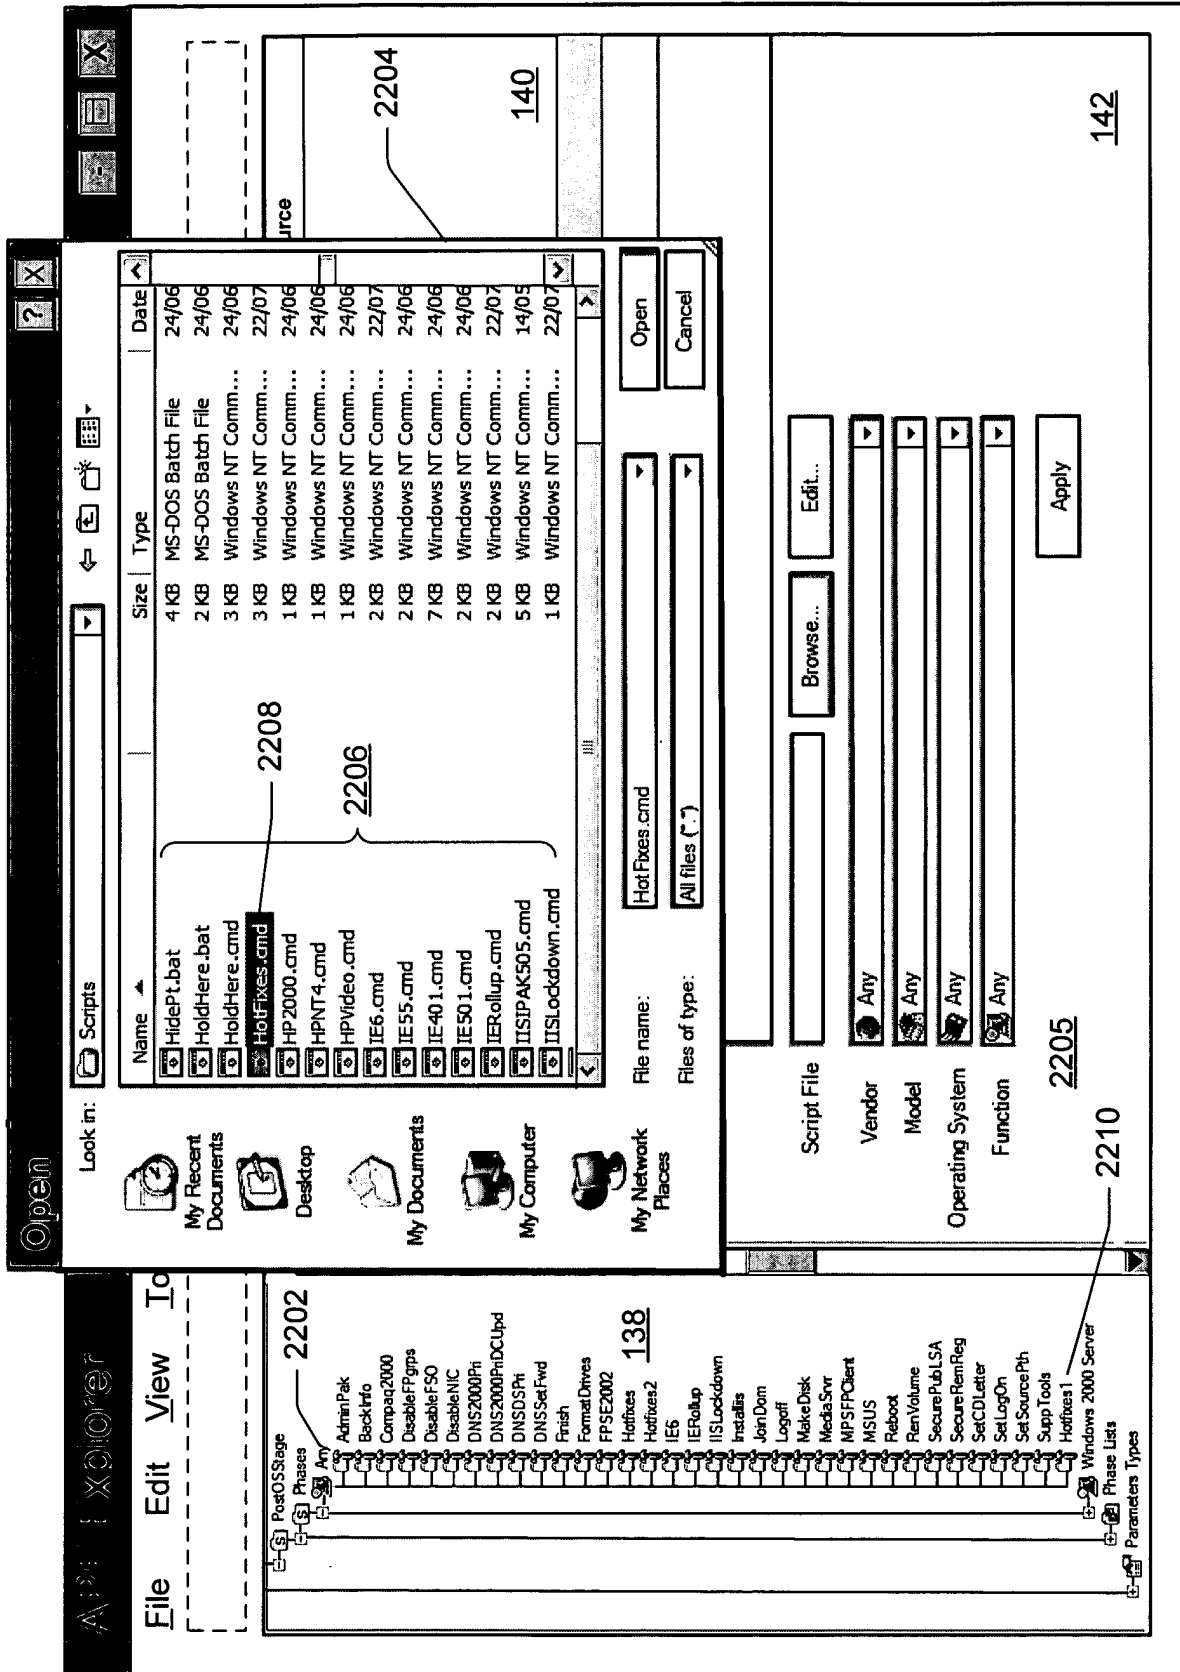 Open
? X
Look in:
Scripts
Name
Size
Type
Date
HidePt.bat 4 KB MS-DOS Batch File 24/06
HoldHere.bat 2 KB MS-DOS Batch File 24/06
HoldHere.cmd 3 KB Windows NT Comm... 24/06
HotFixes.cmd 3 KB Windows NT Comm... 22/07
HP2000.cmd 1 KB Windows NT Comm... 24/06
HPNT4.cmd 1 KB Windows NT Comm... 24/06
HPVideo.cmd 1 KB Windows NT Comm... 24/06
IE6.cmd 2 KB Windows NT Comm... 22/07
IE55.cmd 2 KB Windows NT Comm... 24/06
IE401.cmd 7 KB Windows NT Comm... 24/06
IE501.cmd 2 KB Windows NT Comm... 24/06
IERollup.cmd 2 KB Windows NT Comm... 22/07
IISIPAK505.cmd 5 KB Windows NT Comm... 14/05
IISLockdown.cmd 1 KB Windows NT Comm... 22/07
My Recent
Documents
Desktop
My Documents
My Computer
My Network
Places
File name:
HotFixes.cmd
Open
Files of type:
All files (*.*)
Cancel
2208
2206
2204
X
File Edit View To
urce
140
2202
PostOSStage
Phases
Any
AdminPak
BackInfo
Compaq2000
DisableFPgrps
DisableFSO
DisableNIC
DNS2000Pri
DNS2000PriDCUpd
DNSDSPri
DNSSetFwd
Finish
FormatDrives
FPSE2002
Hotfixes
Hotfixes2
IE6
IERollup
IISLockdown
InstallIis
JoinDom
Logoff
MakeDisk
MediaSrvr
MPSFPClient
MSUS
Reboot
RenVolume
SecurePubLSA
SecureRemReg
SetCDLetter
SetLogOn
SetSourcePth
SuppTools
Hotfixes1
Windows 2000 Server
Phase Lists
Parameters Types
138
2210
Script File
Browse...
Edit...
Vendor
Any
Model
Any
Operating System
Any
Function
Any
2205
Apply
142